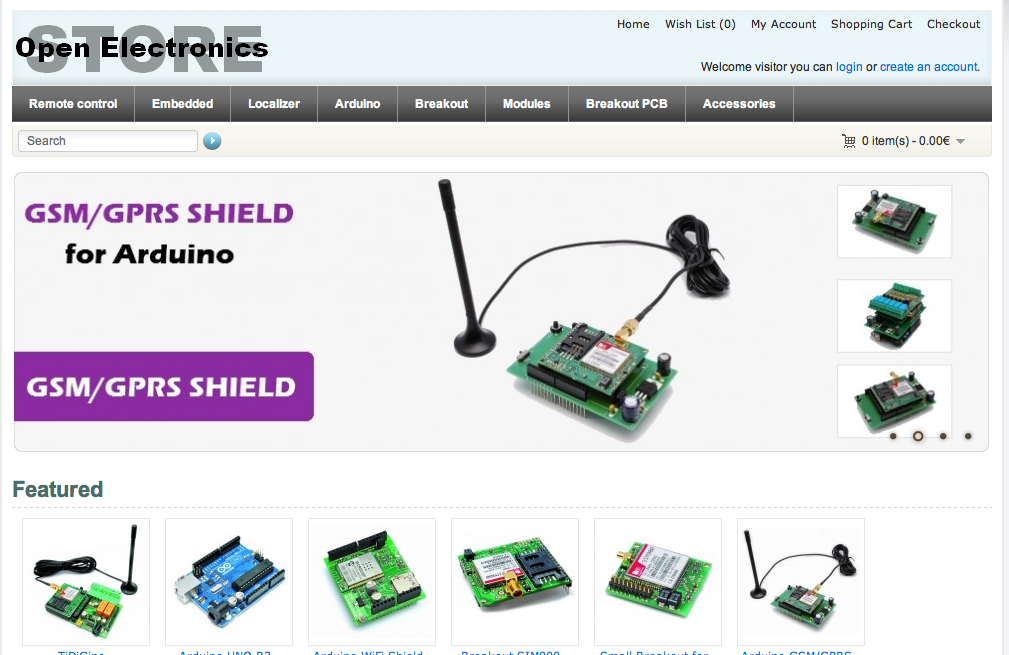 Home Wish List (0) My Account Shopping Cart Checkout
STORE
Open Electronics
Welcome visitor you can login or create an account.
Remote control Embedded Localizer Arduino Breakout Modules Breakout PCB Accessories
Search
0 item(s) - 0.00€
GSM/GPRS SHIELD
for Arduino
GSM/GPRS SHIELD
Featured
TiDiGino Arduino UNO R3 Arduino WiFi Shield Breakout SIM900 Small Breakout for Arduino GSM/GPRS